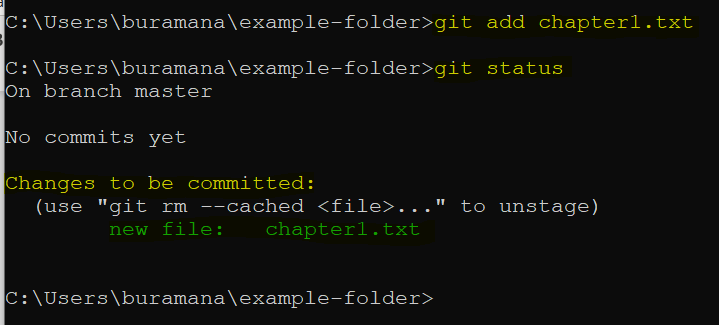 C:\Users\buramana\example-folder>git add chapter1.txt
C:\Users\buramana\example-folder>git status
On branch master
No commits yet
Changes to be committed:
(use "git rm --cached <file>..." to unstage)
new file: chapter1.txt
C:\Users\buramana\example-folder>